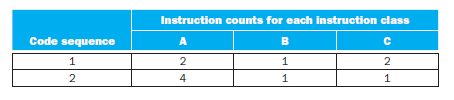 Instruction counts for each instruction class
Code sequence A B C
1 2 1 2
2 4 1 1